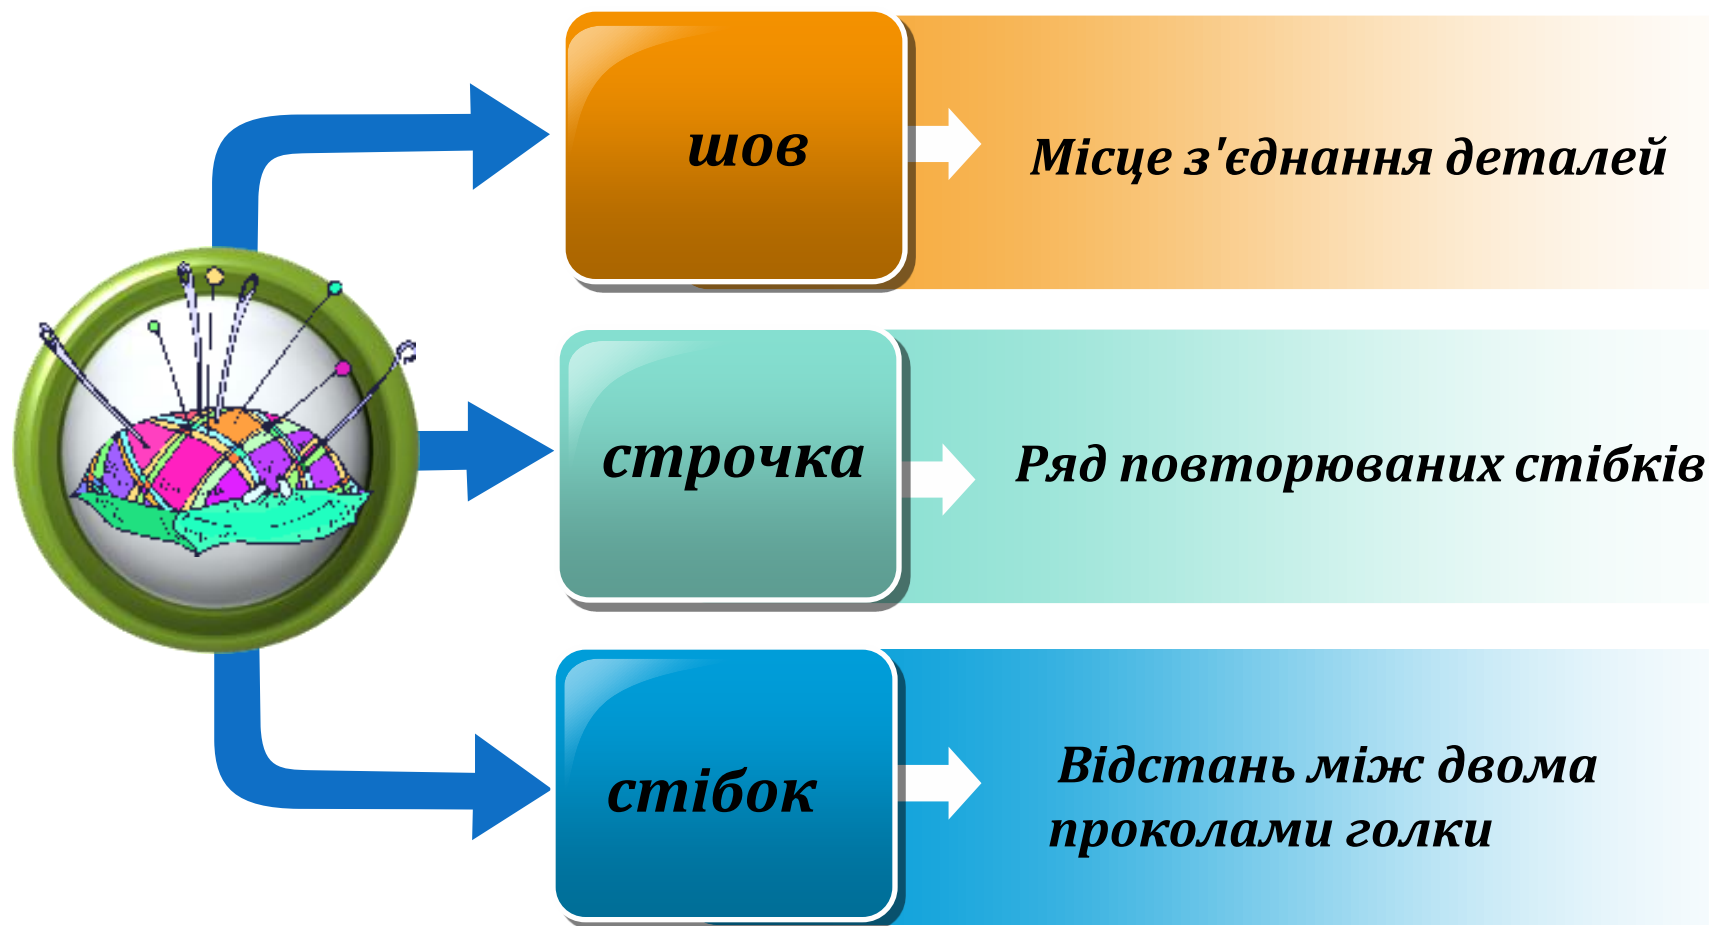 шов
Місце з'єднання деталей
строчка
Ряд повторюваних стібків
стібок
Відстань між двома
проколами голки